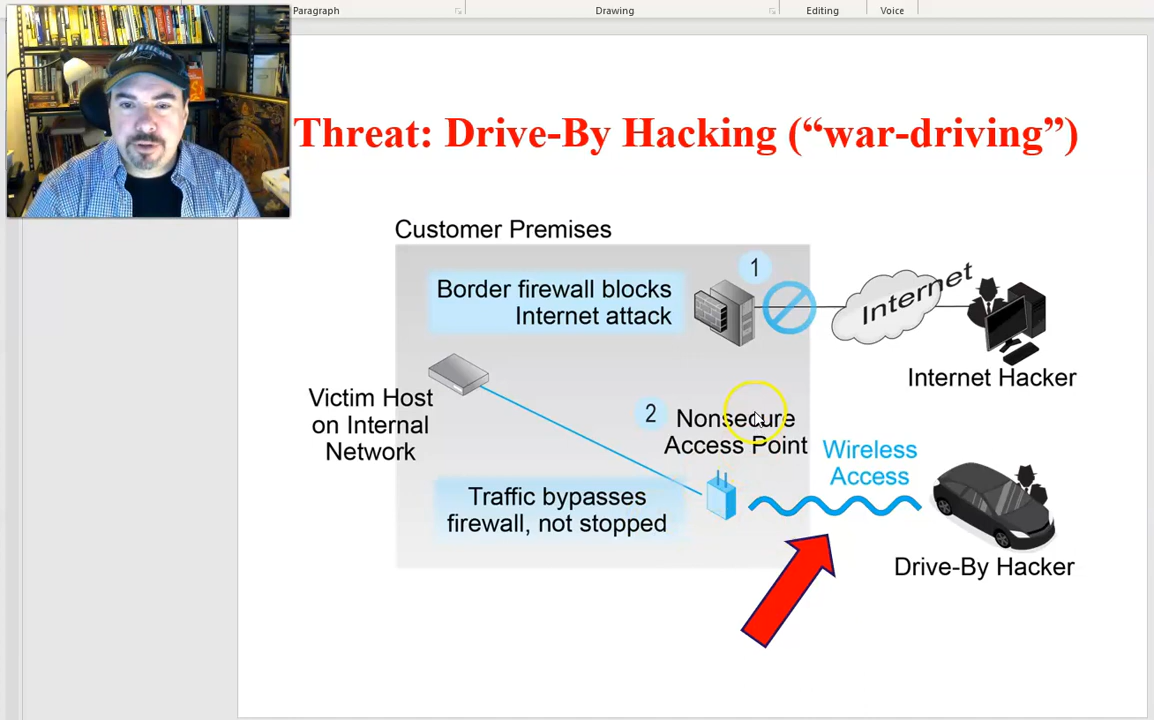 Paragraph
Drawing
Editing
Voice
Threat: Drive-By Hacking (“war-driving”)
Customer Premises
1
Border firewall blocks
Internet attack
Internet
Internet Hacker
Victim Host
on Internal
Network
2
Nonsecure
Access Point
Wireless
Access
Traffic bypasses
firewall, not stopped
Drive-By Hacker